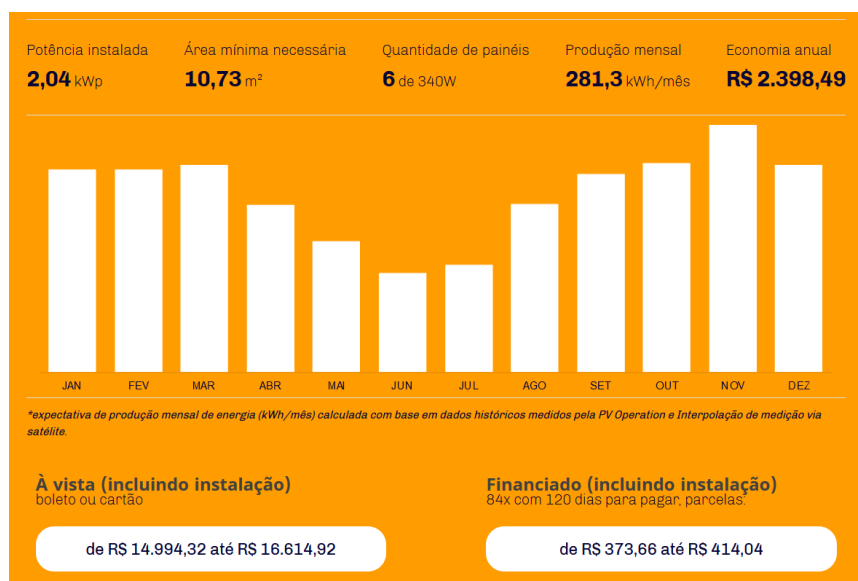 Potência instalada
2,04 kWp
Área mínima necessária
10,73 m²
Quantidade de painéis
6 de 340W
Produção mensal
281,3 kWh/mês
Economia anual
R$ 2.398,49
JAN FEV MAR ABR MAI JUN JUL AGO SET OUT NOV DEZ
*expectativa de produção mensal de energia (kWh/mês) calculada com base em dados históricos medidos pela PV Operation e Interpolação de medição via
satélite.
À vista (incluindo instalação)
boleto ou cartão
de R$ 14.994,32 até R$ 16.614,92
Financiado (incluindo instalação)
84x com 120 dias para pagar, parcelas:
de R$ 373,66 até R$ 414,04